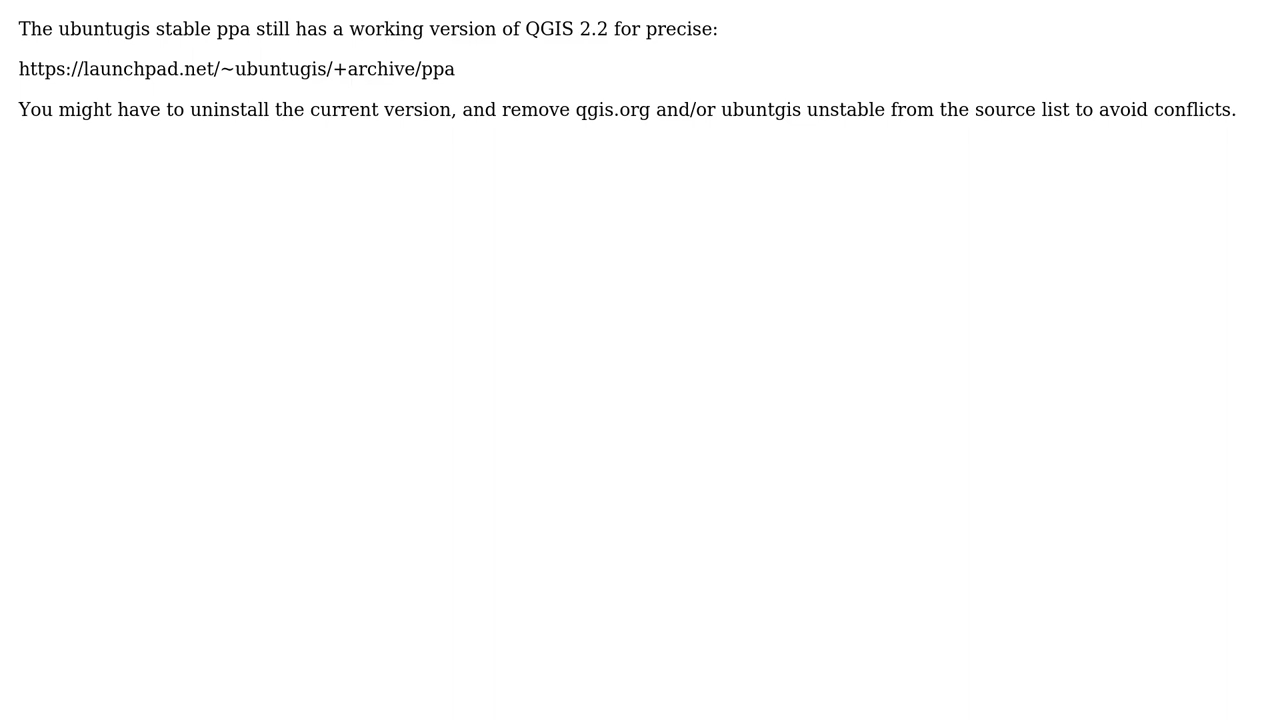 The ubuntugis stable ppa still has a working version of QGIS 2.2 for precise:
https://launchpad.net/~ubuntugis/+archive/ppa
You might have to uninstall the current version, and remove qgis.org and/or ubuntgis unstable from the source list to avoid conflicts.